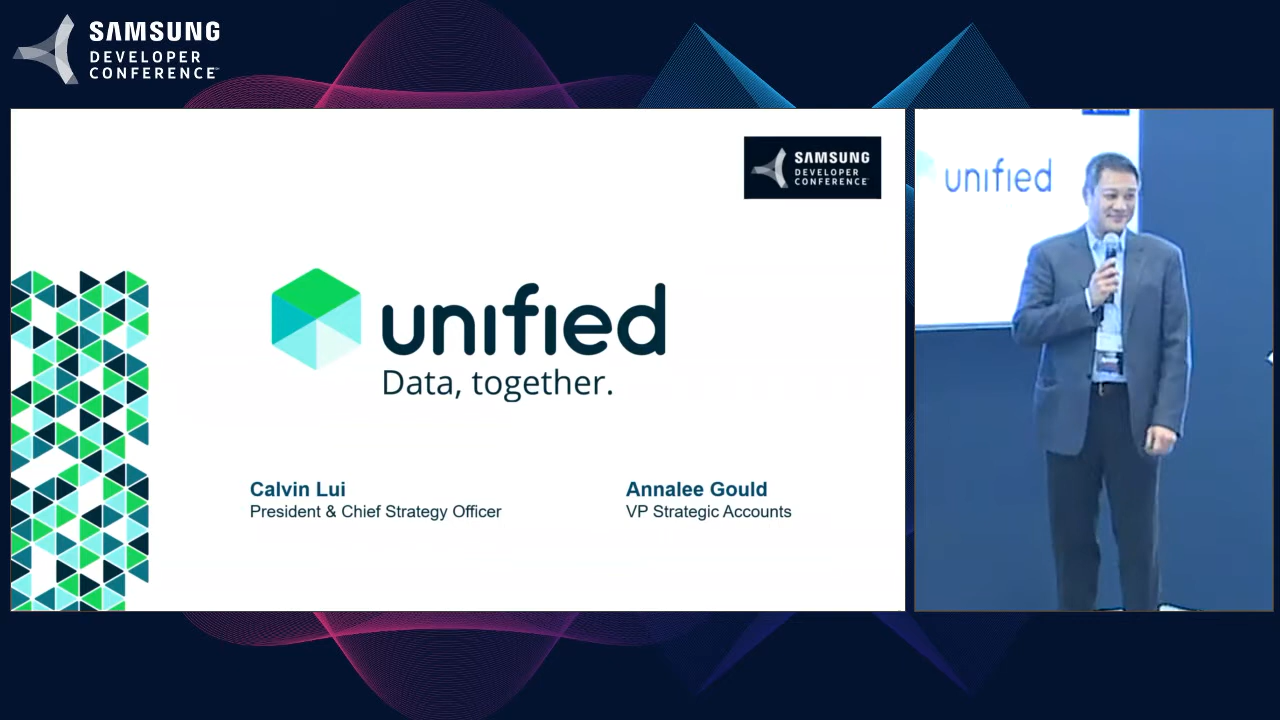 SAMSUNG
DEVELOPER
CONFERENCE
SAMSUNG
DEVELOPER
CONFERENCE
unified
Data, together.
Calvin Lui
President & Chief Strategy Officer
Annalee Gould
VP Strategic Accounts
unified